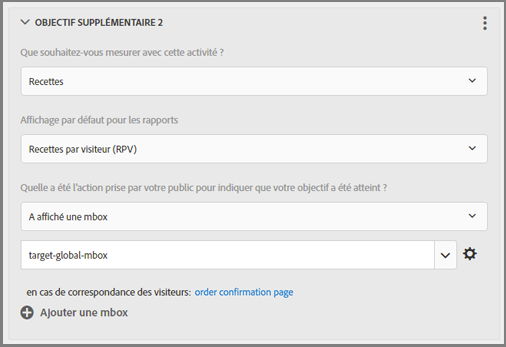 OBJECTIF SUPPLÉMENTAIRE 2
Que souhaitez-vous mesurer avec cette activité ?
Recettes
Affichage par défaut pour les rapports
Recettes par visiteur (RPV)
Quelle a été l'action prise par votre public pour indiquer que votre objectif a été atteint ?
A affiché une mbox
target-global-mbox
en cas de correspondance des visiteurs: order confirmation page
Ajouter une mbox